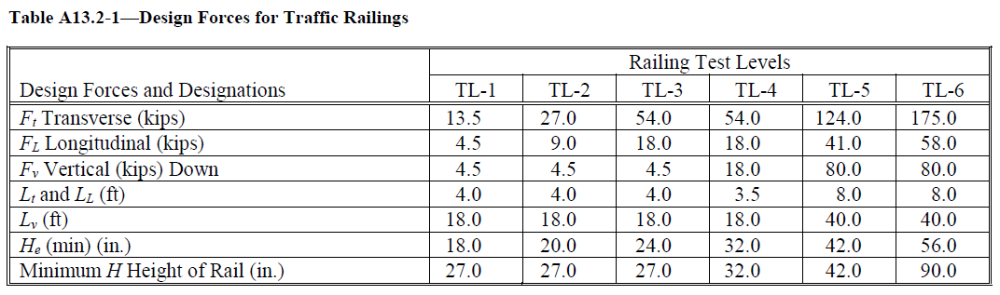 Table A13.2-1—Design Forces for Traffic Railings
Railing Test Levels
Design Forces and Designations TL-1 TL-2 TL-3 TL-4 TL-5 TL-6
Ft Transverse (kips) 13.5 27.0 54.0 54.0 124.0 175.0
FL Longitudinal (kips) 4.5 9.0 18.0 18.0 41.0 58.0
Fv Vertical (kips) Down 4.5 4.5 4.5 18.0 80.0 80.0
Lt and LL (ft) 4.0 4.0 4.0 3.5 8.0 8.0
Lv (ft) 18.0 18.0 18.0 18.0 40.0 40.0
He (min) (in.) 18.0 20.0 24.0 32.0 42.0 56.0
Minimum H Height of Rail (in.) 27.0 27.0 27.0 32.0 42.0 90.0